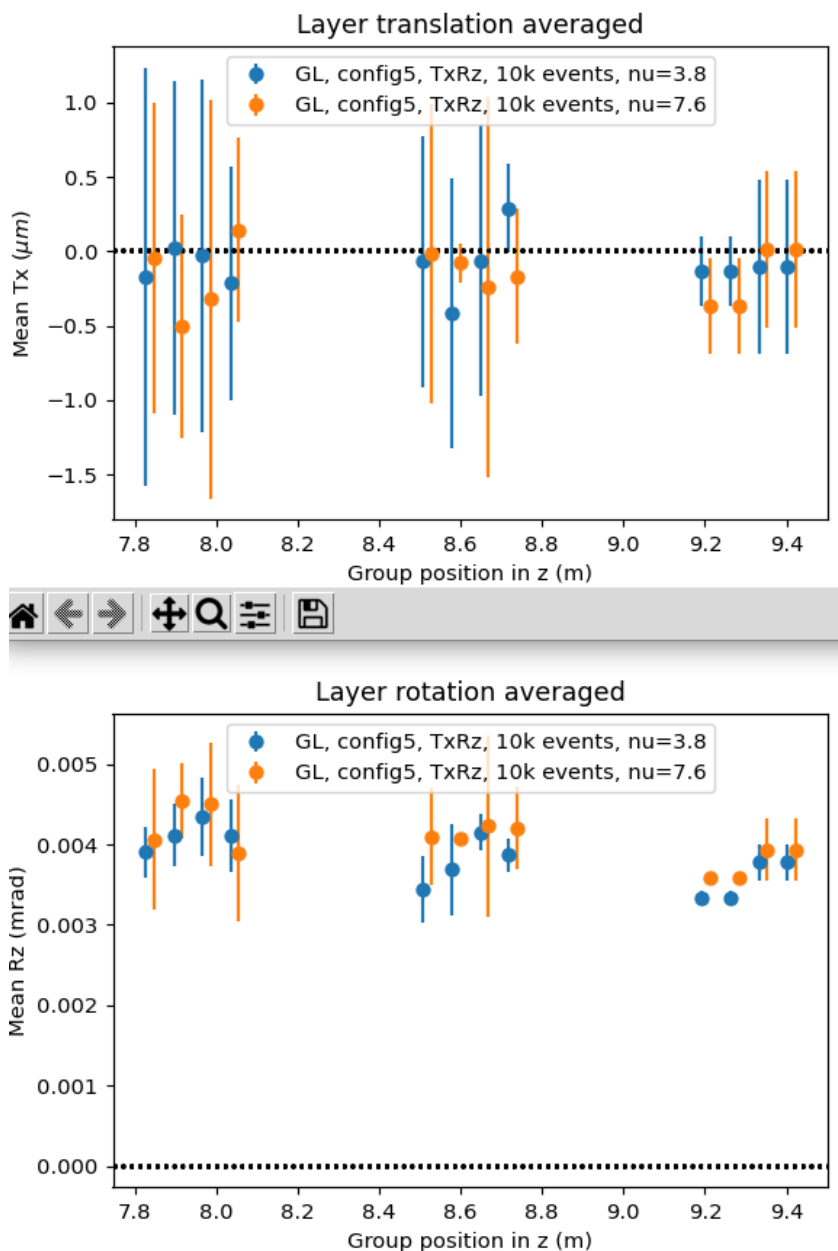 Layer translation averaged
GL, config5, TxRz, 10k events, nu=3.8
GL, config5, TxRz, 10k events, nu=7.6
Mean Tx (μm)
1.0
0.5
0.0
−0.5
−1.0
−1.5
7.8 8.0 8.2 8.4 8.6 8.8 9.0 9.2 9.4
Group position in z (m)
Layer rotation averaged
GL, config5, TxRz, 10k events, nu=3.8
GL, config5, TxRz, 10k events, nu=7.6
Mean Rz (mrad)
0.005
0.004
0.003
0.002
0.001
0.000
7.8 8.0 8.2 8.4 8.6 8.8 9.0 9.2 9.4
Group position in z (m)